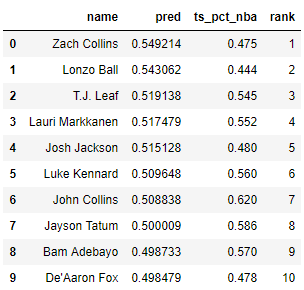 name pred ts_pct_nba rank
0 Zach Collins 0.549214 0.475 1
1 Lonzo Ball 0.543062 0.444 2
2 T.J. Leaf 0.519138 0.545 3
3 Lauri Markkanen 0.517479 0.552 4
4 Josh Jackson 0.515128 0.480 5
5 Luke Kennard 0.509648 0.560 6
6 John Collins 0.508838 0.620 7
7 Jayson Tatum 0.500009 0.586 8
8 Bam Adebayo 0.498733 0.570 9
9 De'Aaron Fox 0.498479 0.478 10